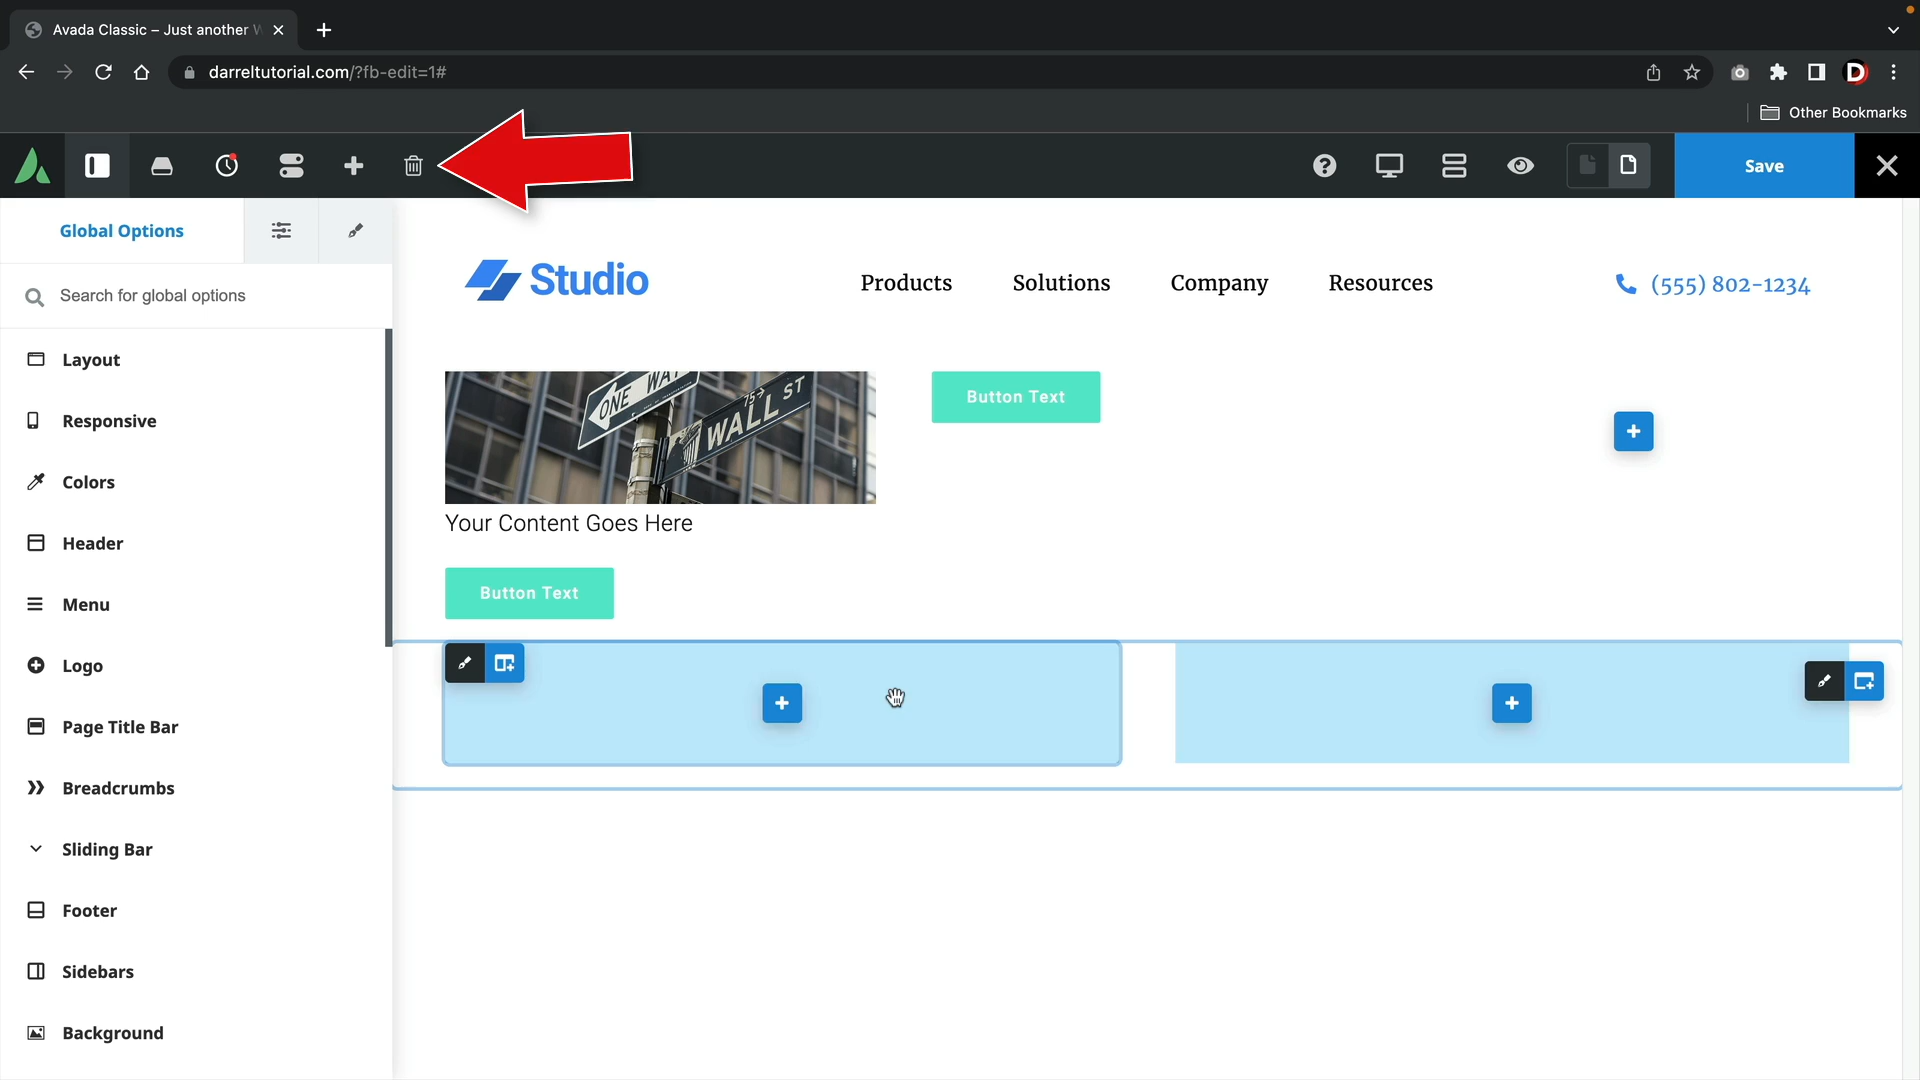 Avada Classic – Just another W
darreltutorial.com/?fb-edit=1#
Other Bookmarks
Save
Global Options
Search for global options
Layout
Responsive
Colors
Header
Menu
Logo
Page Title Bar
Breadcrumbs
Sliding Bar
Footer
Sidebars
Background
Studio
Products
Solutions
Company
Resources
(555) 802-1234
ONE WAY
75
WALL ST
Button Text
Your Content Goes Here
Button Text